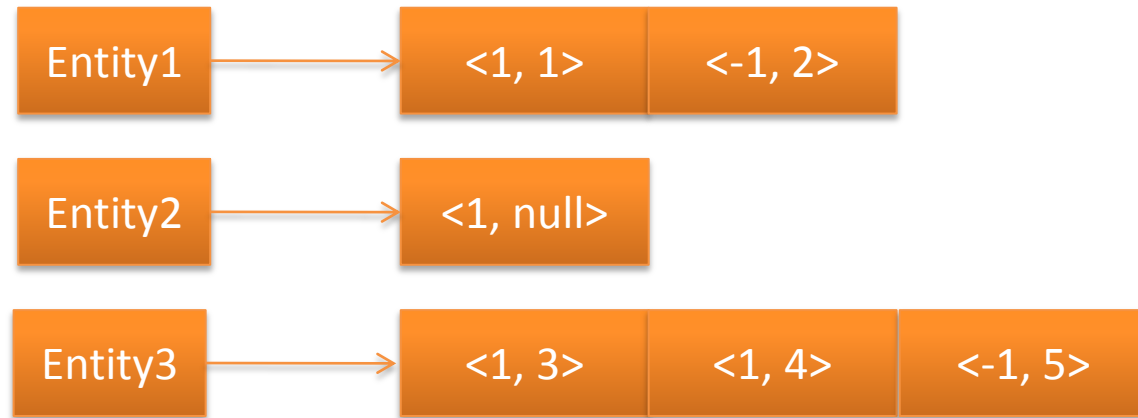 Entity1 <1, 1> <-1, 2>
Entity2 <1, null>
Entity3 <1, 3> <1, 4> <-1, 5>